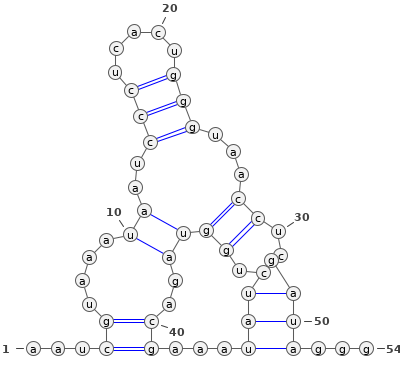 20
a c
c u
u g
c g
c g
c u
u u
a a
a c
10 c 30
u u g u
a g
a a c
g
u c
a g
u a
u a
g c a u 50
40
1 a a u c g a a a u a g g g 54